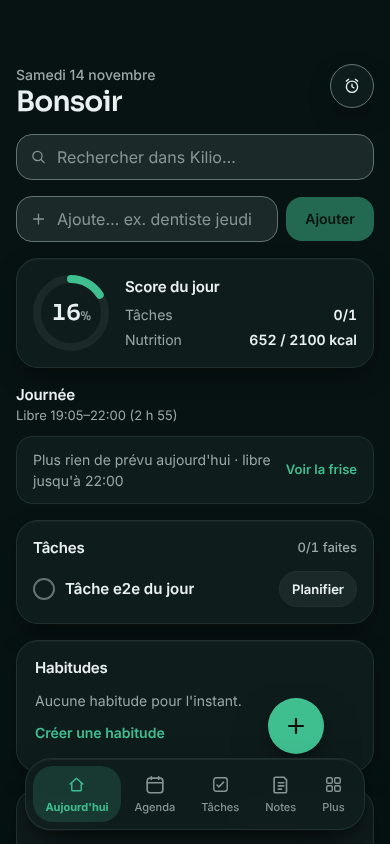 Samedi 14 novembre
Bonsoir
Rechercher dans Kilio...
Ajoute... ex. dentiste jeudi
Ajouter
16%
Score du jour
Tâches 0/1
Nutrition 652 / 2100 kcal
Journée
Libre 19:05–22:00 (2 h 55)
Plus rien de prévu aujourd'hui · libre
jusqu'à 22:00
Voir la frise
Tâches 0/1 faites
Tâche e2e du jour Planifier
Habitudes
Aucune habitude pour l'instant.
Créer une habitude
Aujourd'hui Agenda Tâches Notes Plus